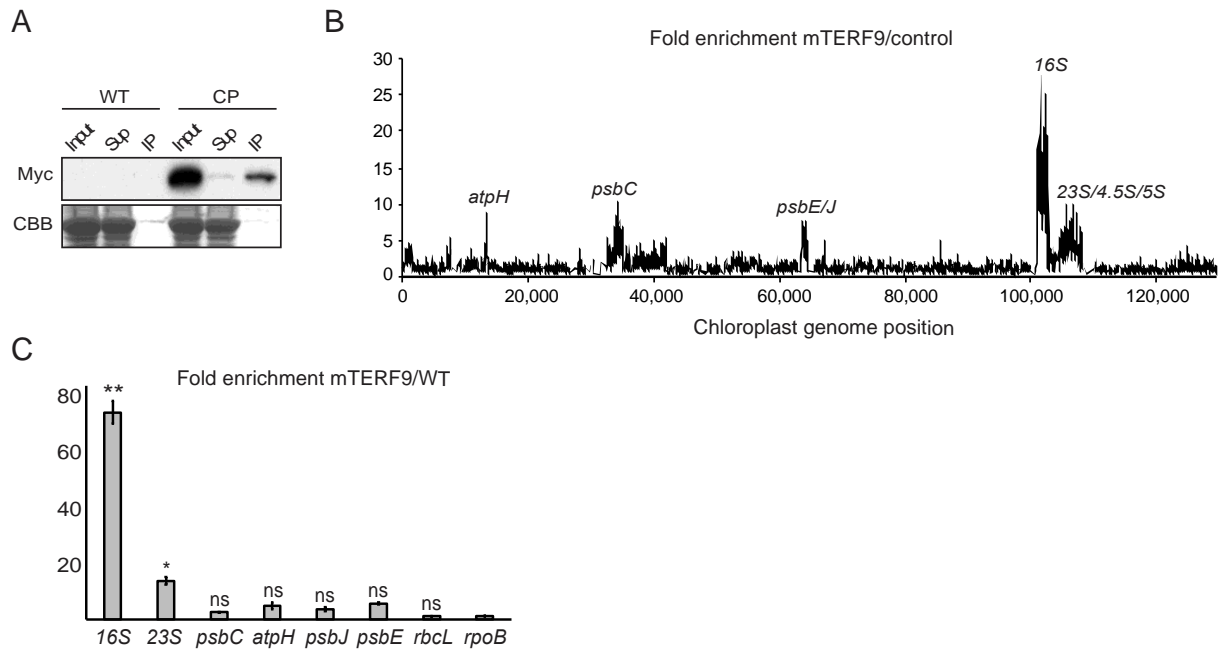 A
WT CP
Input Sup IP Input Sup IP
Myc
CBB
B
Fold enrichment mTERF9/control
30
25
20
15
10
5
0
16S
atpH
psbC
psbE/J
23S/4.5S/5S
0 20,000 40,000 60,000 80,000 100,000 120,000
Chloroplast genome position
C
Fold enrichment mTERF9/WT
80
60
40
20
**
*
ns ns ns ns ns
16S 23S psbC atpH psbJ psbE rbcL rpoB